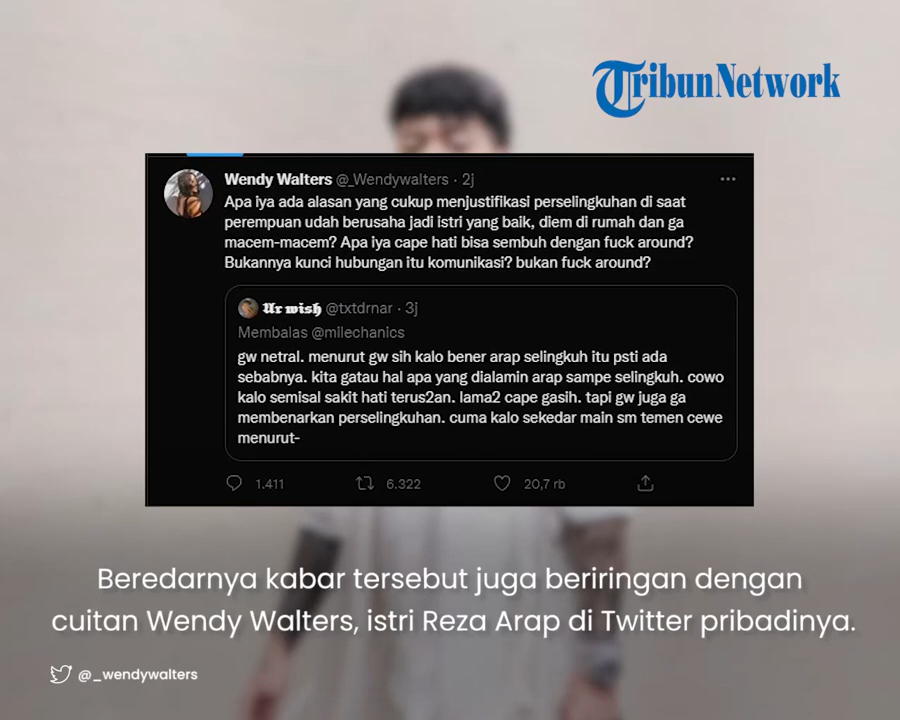 TribunNetwork
Wendy Walters @_Wendywalters · 2j
Apa iya ada alasan yang cukup menjustifikasi perselingkuhan di saat
perempuan udah berusaha jadi istri yang baik, diem di rumah dan ga
macem-macem? Apa iya cape hati bisa sembuh dengan fuck around?
Bukannya kunci hubungan itu komunikasi? bukan fuck around?
Ur wish @txtdrnar · 3j
Membalas @milechanics
gw netral. menurut gw sih kalo bener arap selingkuh itu psti ada
sebabnya. kita gatau hal apa yang dialamin arap sampe selingkuh. cowo
kalo semisal sakit hati terus2an. lama2 cape gasih. tapi gw juga ga
membenarkan perselingkuhan. cuma kalo sekedar main sm temen cewe
menurut-
1.411 6.322 20,7 rb
Beredarnya kabar tersebut juga beriringan dengan
cuitan Wendy Walters, istri Reza Arap di Twitter pribadinya.
@_wendywalters